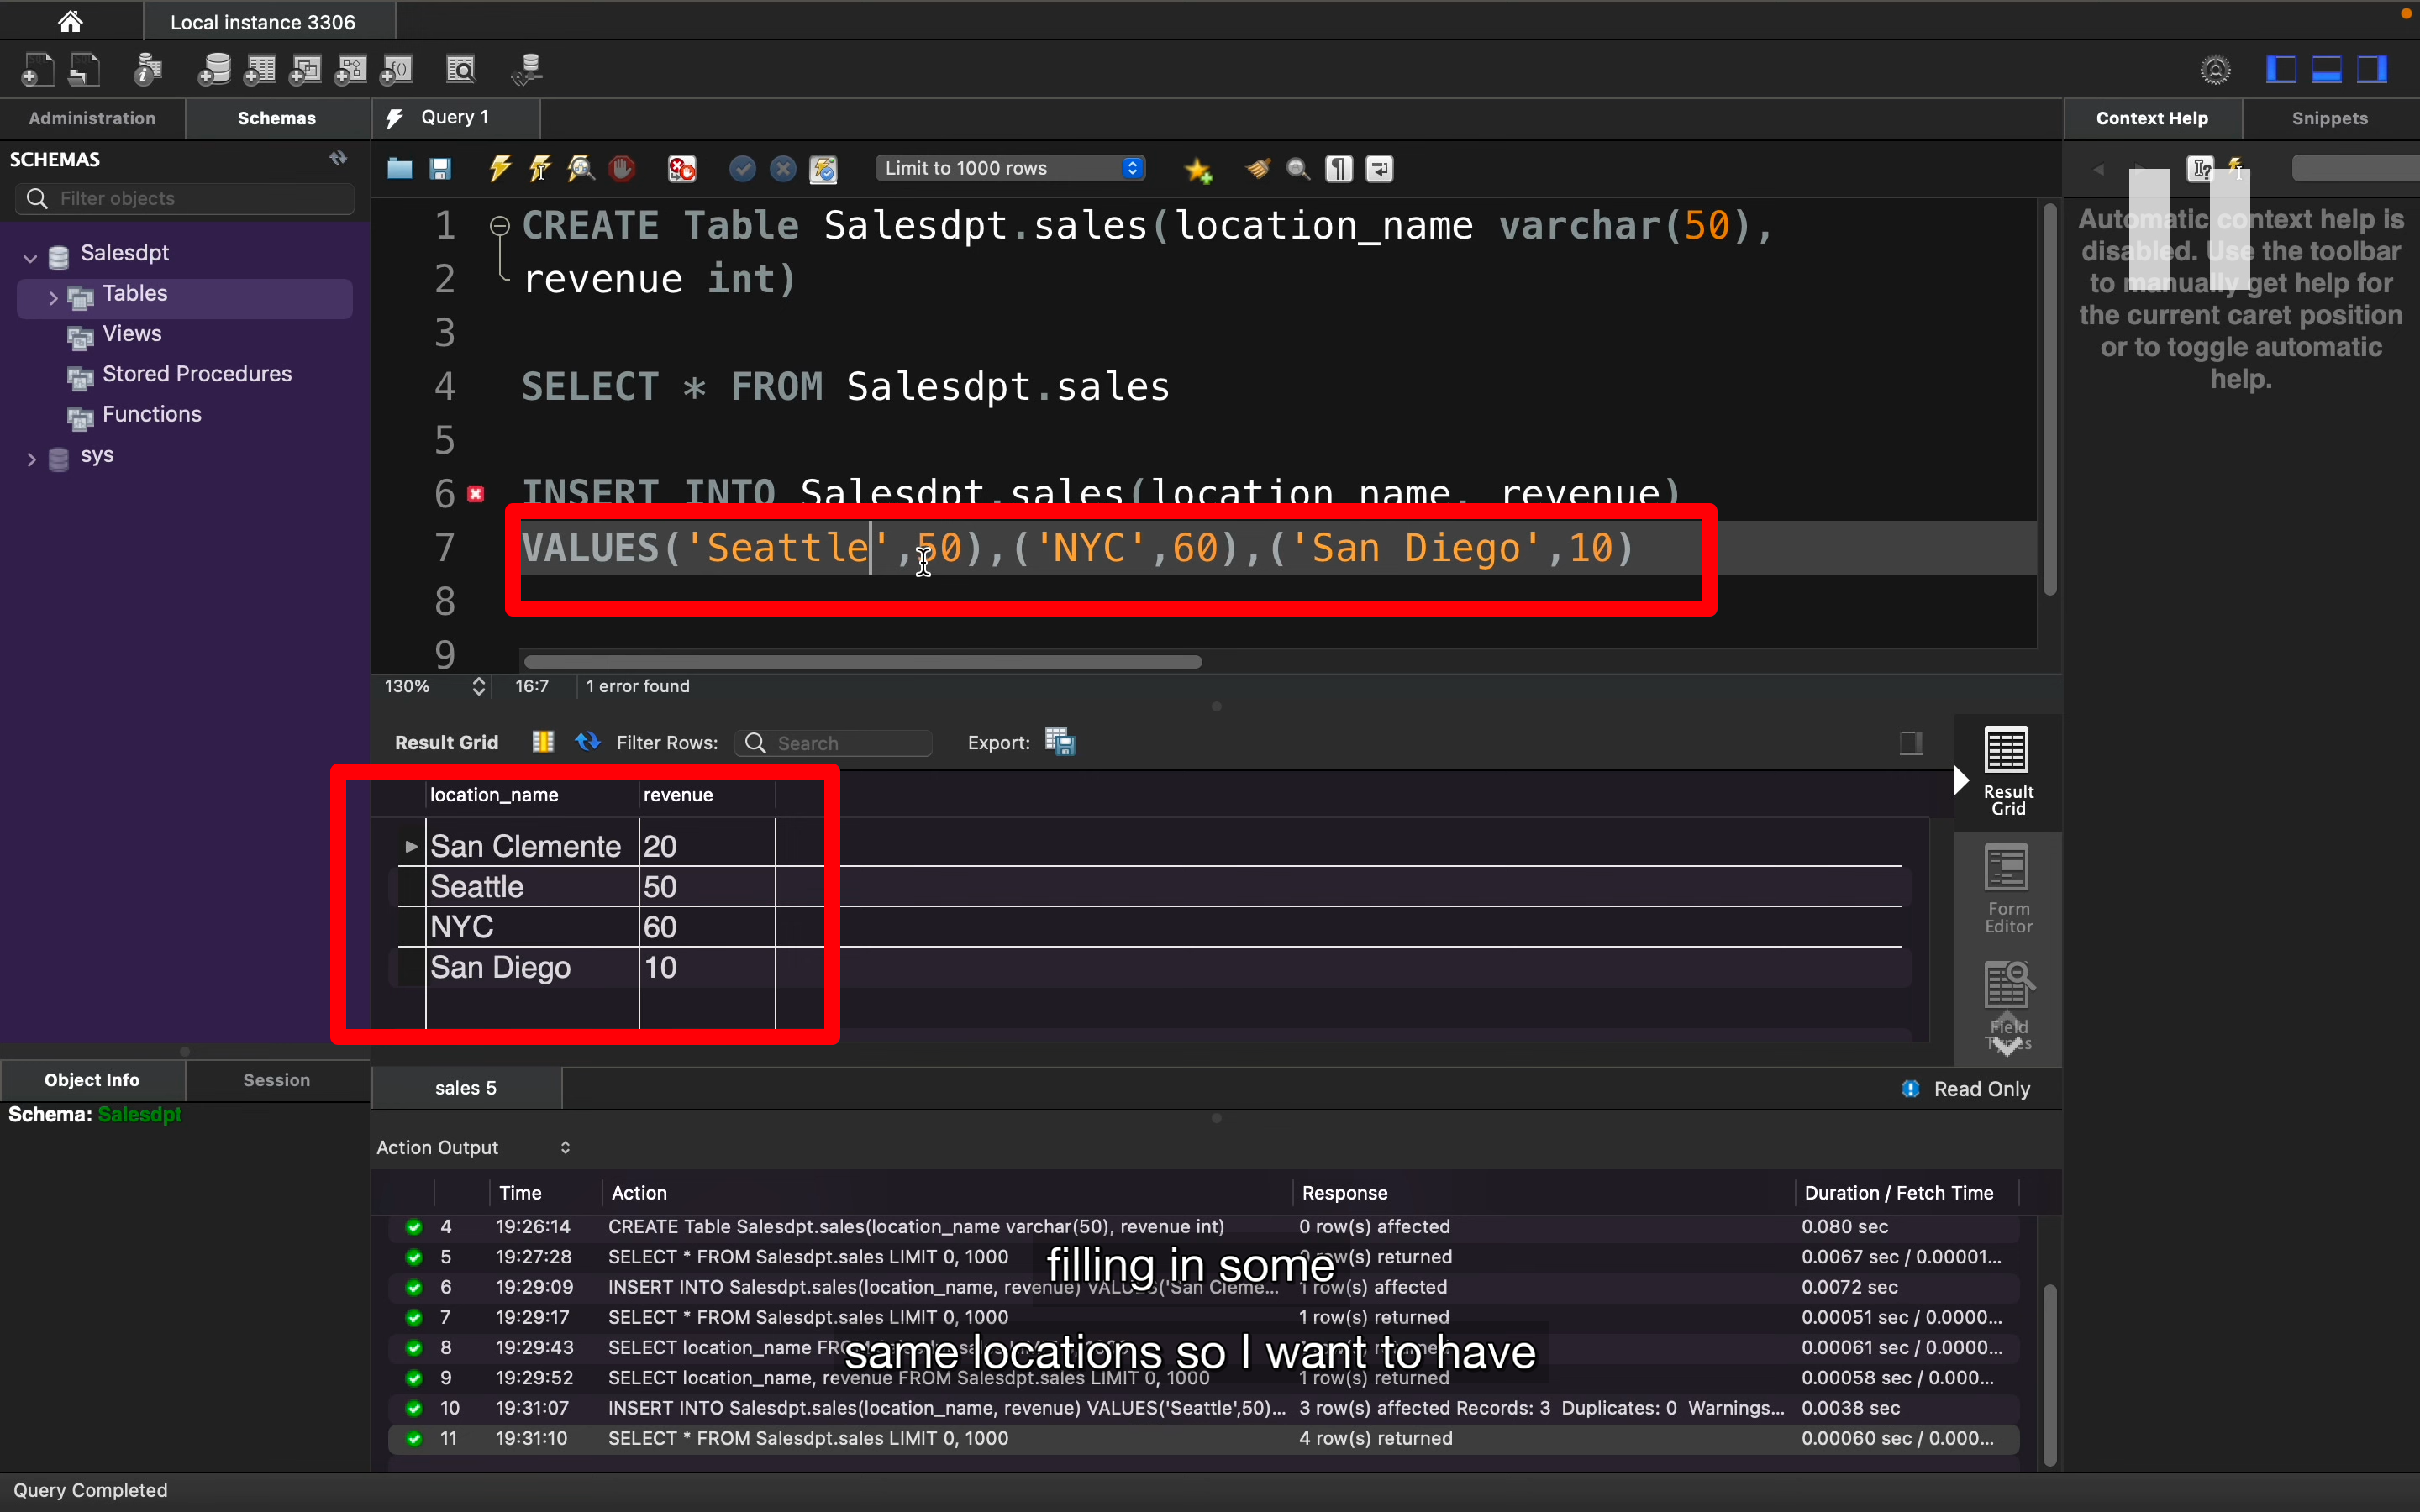 Local instance 3306
Administration
Schemas
Query 1
Context Help
Snippets
SCHEMAS
Filter objects
Limit to 1000 rows
Salesdpt
Tables
Views
Stored Procedures
Functions
sys
1 CREATE Table Salesdpt.sales(location_name varchar(50),
2 revenue int)
3
4 SELECT * FROM Salesdpt.sales
5
6 INSERT INTO Salesdpt.sales(location_name, revenue)
7 VALUES('Seattle',50),('NYC',60),('San Diego',10)
8
9
Automatic context help is
disabled. Use the toolbar
to manually get help for
the current caret position
or to toggle automatic
help.
130% 16:7 1 error found
Result Grid Filter Rows: Search Export:
location_name revenue
San Clemente 20
Seattle 50
NYC 60
San Diego 10
Result
Grid
Form
Editor
Field
Types
Object Info Session
Schema: Salesdpt
sales 5
Read Only
Action Output
Time Action Response Duration / Fetch Time
4 19:26:14 CREATE Table Salesdpt.sales(location_name varchar(50), revenue int) 0 row(s) affected 0.080 sec
5 19:27:28 SELECT * FROM Salesdpt.sales LIMIT 0, 1000 0 row(s) returned 0.0067 sec / 0.00001...
6 19:29:09 INSERT INTO Salesdpt.sales(location_name, revenue) VALUES('San Cleme... 1 row(s) affected 0.0072 sec
7 19:29:17 SELECT * FROM Salesdpt.sales LIMIT 0, 1000 1 row(s) returned 0.00051 sec / 0.0000...
8 19:29:43 SELECT location_name 0.00061 sec / 0.0000...
9 19:29:52 SELECT location_name, revenue FROM Salesdpt.sales LIMIT 0, 1000 1 row(s) returned 0.00058 sec / 0.000...
10 19:31:07 INSERT INTO Salesdpt.sales(location_name, revenue) VALUES('Seattle',50)... 3 row(s) affected Records: 3 Duplicates: 0 Warnings... 0.0038 sec
11 19:31:10 SELECT * FROM Salesdpt.sales LIMIT 0, 1000 4 row(s) returned 0.00060 sec / 0.000...
filling in some
same locations so I want to have
Query Completed